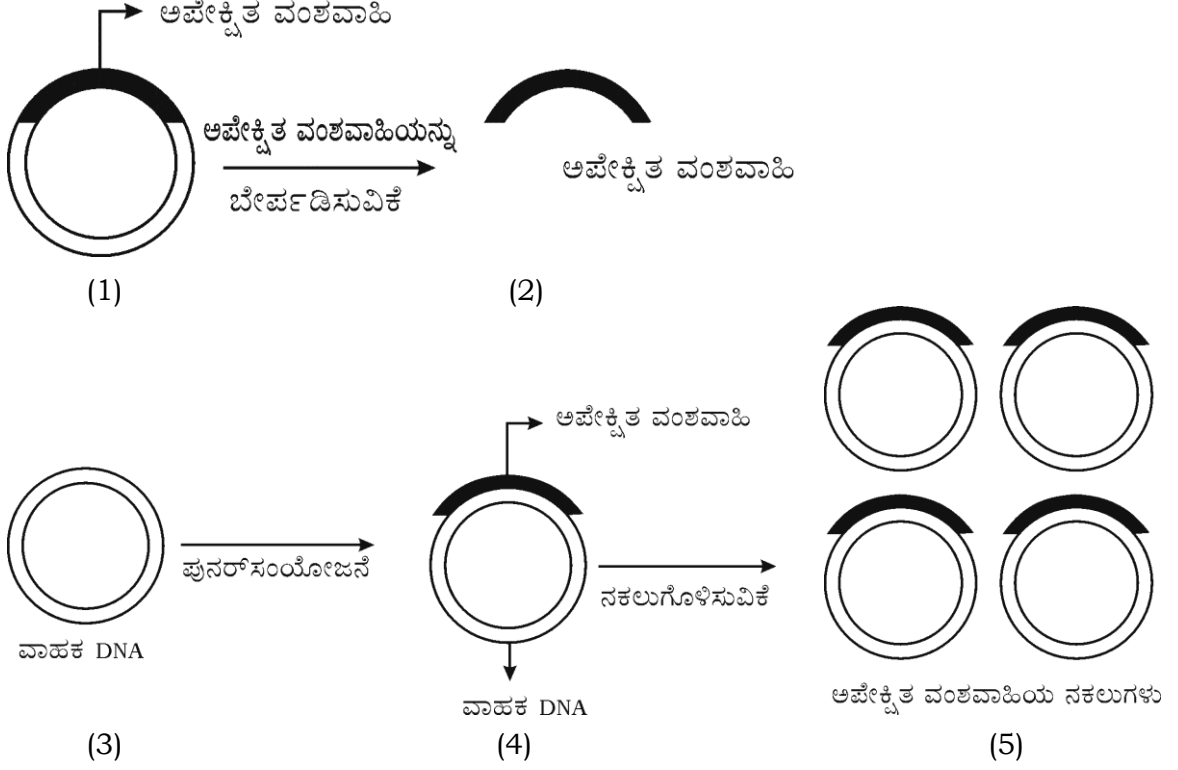 ಅಪೇಕ್ಷಿತ ವಂಶವಾಹಿ
ಅಪೇಕ್ಷಿತ ವಂಶವಾಹಿಯನ್ನು
ಬೇರ್ಪಡಿಸುವಿಕೆ
ಅಪೇಕ್ಷಿತ ವಂಶವಾಹಿ
(1)
(2)
ಅಪೇಕ್ಷಿತ ವಂಶವಾಹಿ
ಪುನರ್‌ಸಂಯೋಜನೆ
ನಕಲುಗೊಳಿಸುವಿಕೆ
ವಾಹಕ DNA
ವಾಹಕ DNA
ಅಪೇಕ್ಷಿತ ವಂಶವಾಹಿಯ ನಕಲುಗಳು
(3)
(4)
(5)